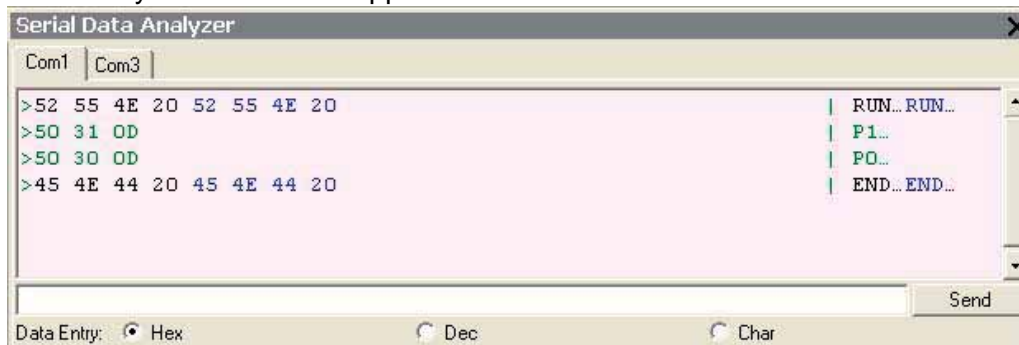 Serial Data Analyzer
Com1 Com3
>52 55 4E 20 52 55 4E 20 | RUN…RUN…
>50 31 0D | P1…
>50 30 0D | P0…
>45 4E 44 20 45 4E 44 20 | END…END…
Send
Data Entry: Hex Dec Char